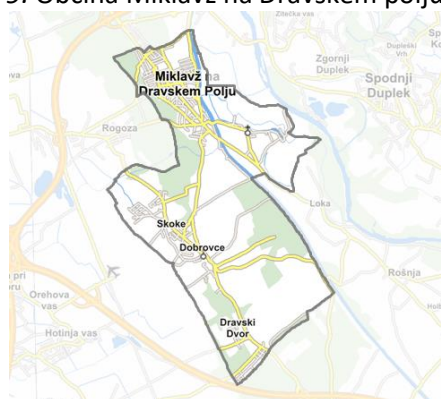 Občina Miklavž na Dravskem polju
Zgornji
Duplek
Spodnji
Duplek
Miklavž na
Dravskem Polju
Rogoza
Loka
Skoke
Dobrovce
Rošnja
Orehova
vas
Hotinja vas
Dravski
Dvor